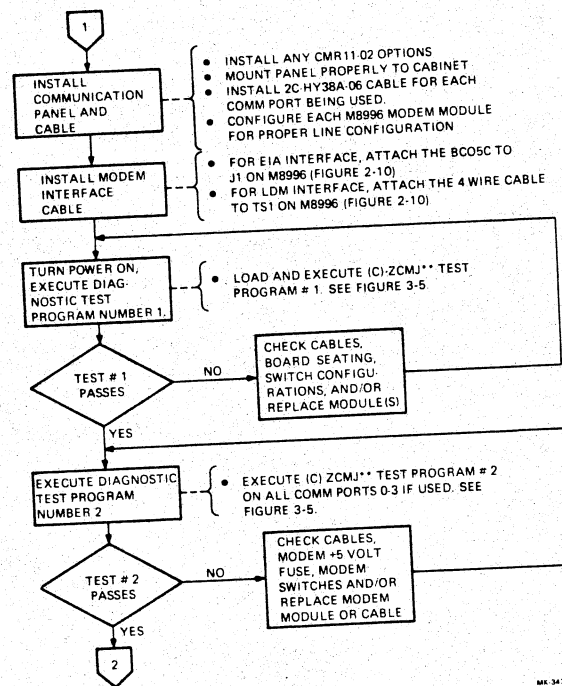 1
INSTALL
COMMUNICATION
PANEL AND
CABLE
• INSTALL ANY CMR11-02 OPTIONS
• MOUNT PANEL PROPERLY TO CABINET
• INSTALL 2C-HY38A-06 CABLE FOR EACH
COMM PORT BEING USED.
• CONFIGURE EACH M8996 MODEM MODULE
FOR PROPER LINE CONFIGURATION
INSTALL MODEM
INTERFACE
CABLE
• FOR EIA INTERFACE, ATTACH THE BCO5C TO
J1 ON M8996 (FIGURE 2-10)
• FOR LDM INTERFACE, ATTACH THE 4 WIRE CABLE
TO TS1 ON M8996 (FIGURE 2-10)
TURN POWER ON,
EXECUTE DIAG-
NOSTIC TEST
PROGRAM NUMBER 1.
• LOAD AND EXECUTE (C)-ZCMJ** TEST
PROGRAM # 1. SEE FIGURE 3-5.
TEST # 1
PASSES
NO
CHECK CABLES,
BOARD SEATING,
SWITCH CONFIGU-
RATIONS, AND/OR
REPLACE MODULE(S)
YES
EXECUTE DIAGNOSTIC
TEST PROGRAM
NUMBER 2
• EXECUTE (C) ZCMJ** TEST PROGRAM # 2
ON ALL COMM PORTS 0-3 IF USED. SEE
FIGURE 3-5.
TEST # 2
PASSES
NO
CHECK CABLES,
MODEM +5 VOLT
FUSE, MODEM
SWITCHES AND/OR
REPLACE MODEM
MODULE OR CABLE
YES
2